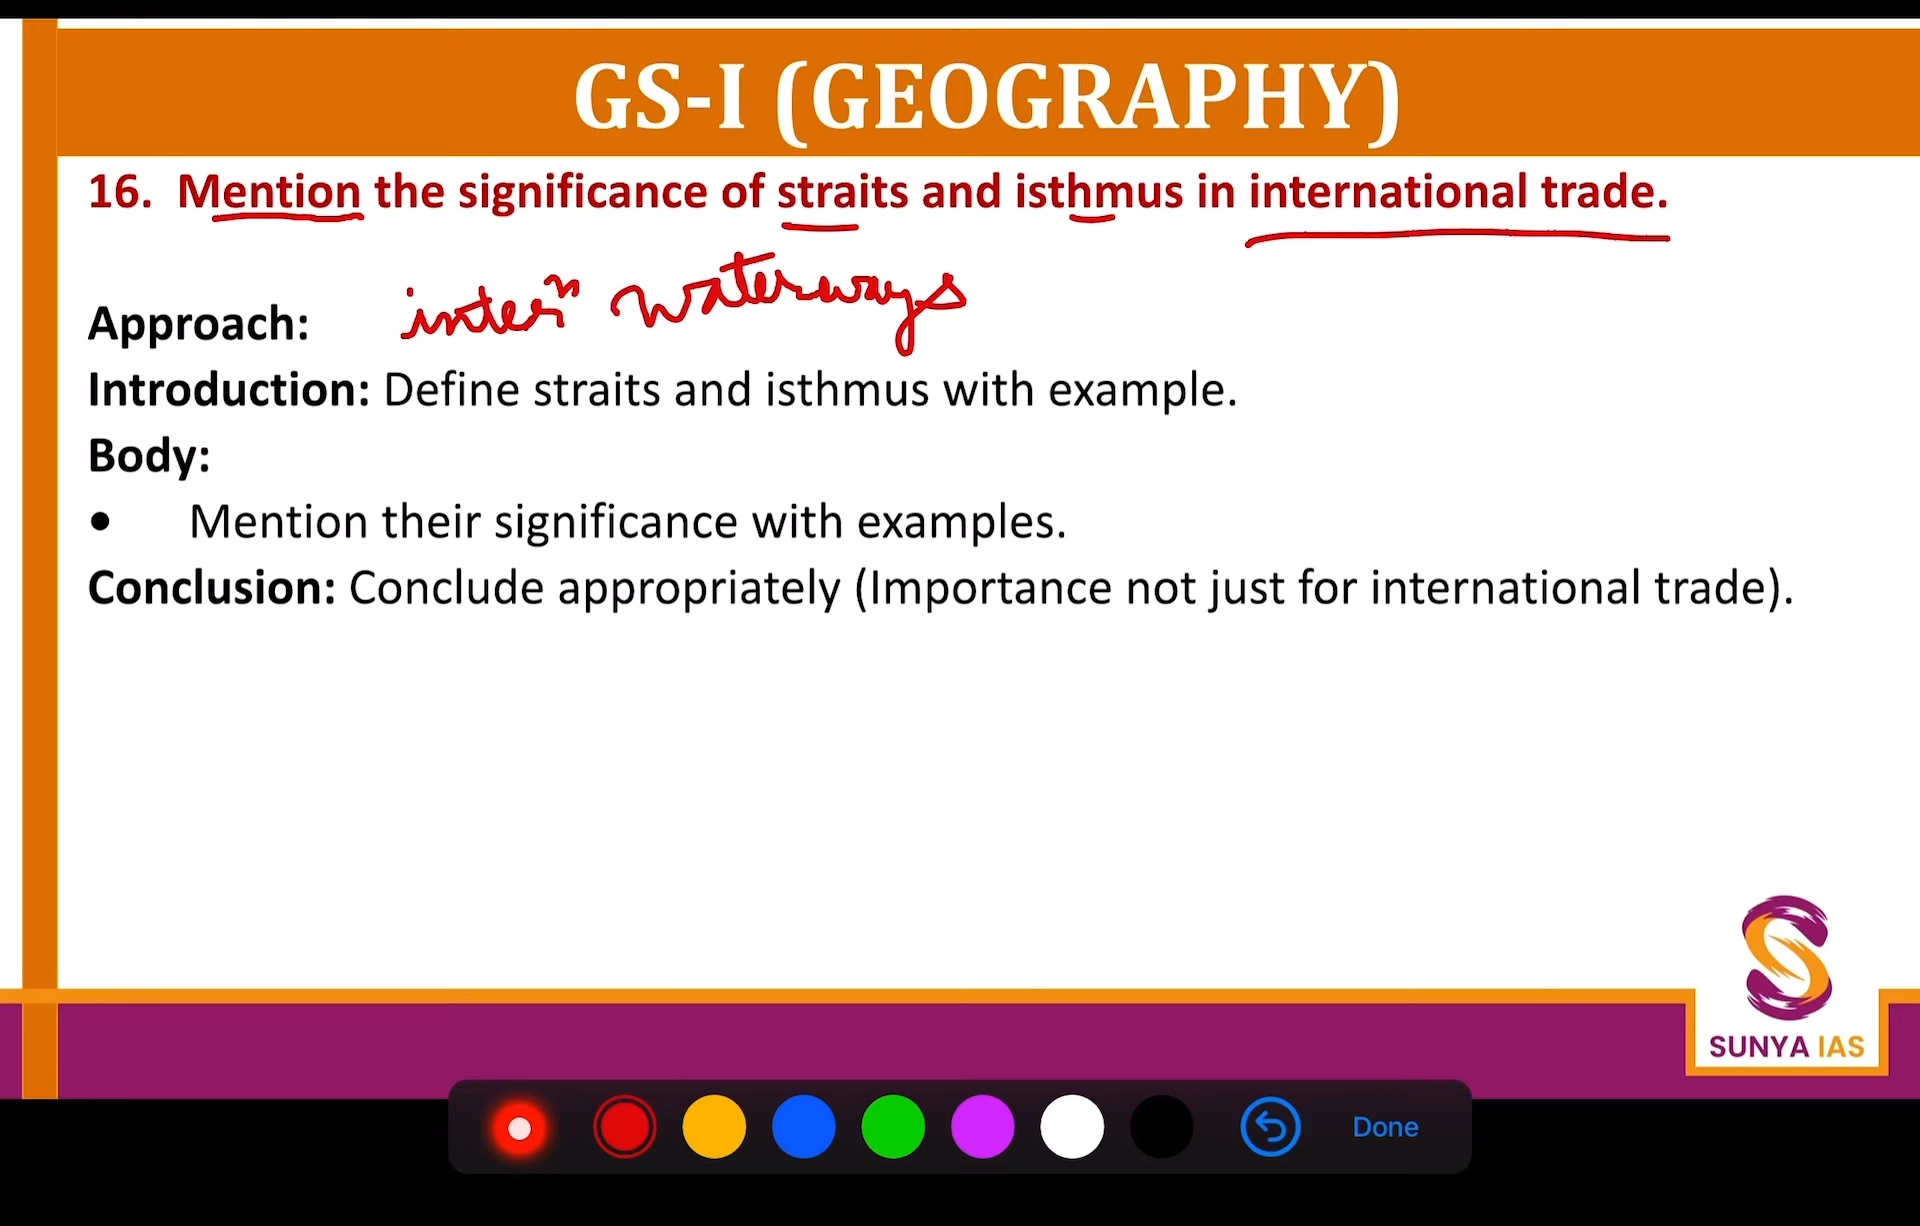 GS-I (GEOGRAPHY)
16. Mention the significance of straits and isthmus in international trade.
interⁿ waterways
Approach:
Introduction: Define straits and isthmus with example.
Body:
• Mention their significance with examples.
Conclusion: Conclude appropriately (Importance not just for international trade).
SUNYA IAS
Done